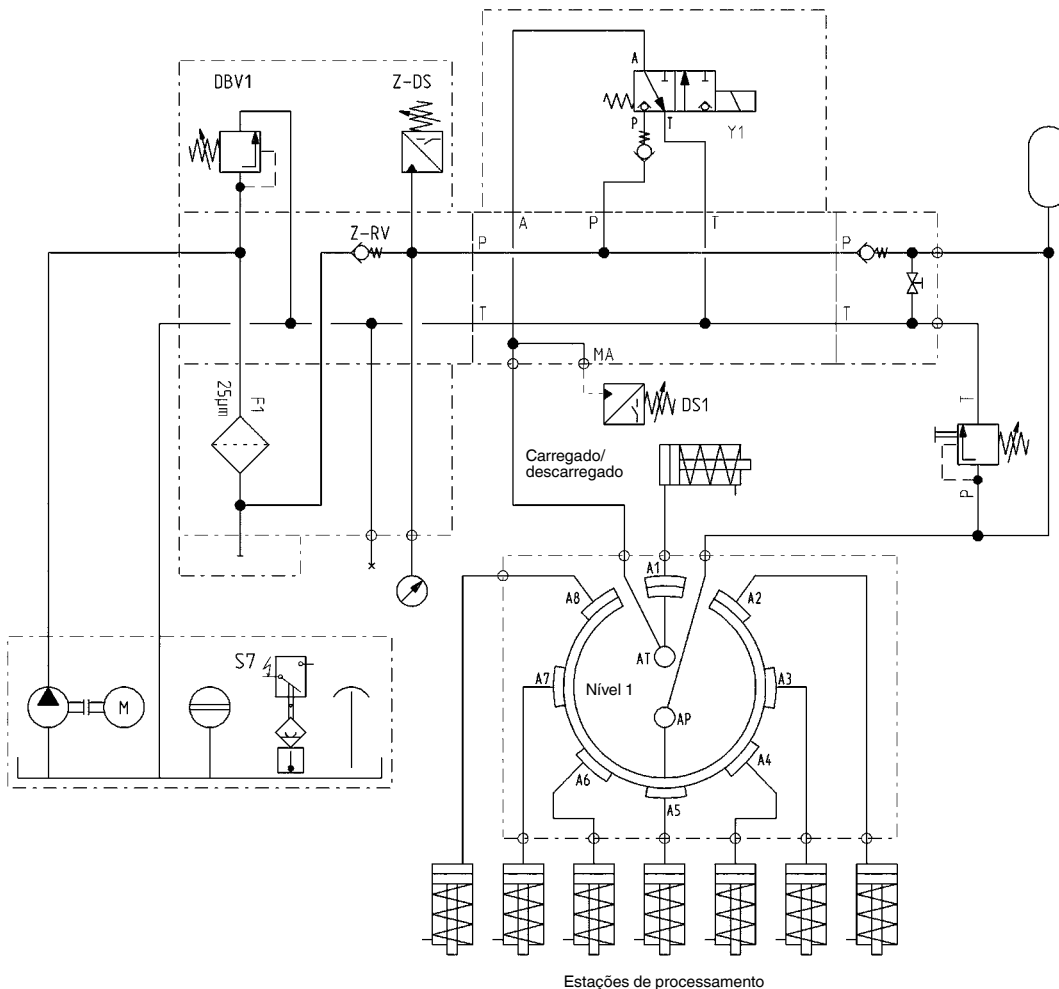 A
DBV1
Z-DS
P
T
Y1
A
P
T
Z-RV
P
P
T
T
MA
DS1
25µm
F1
T
P
Carregado/
descarregado
A1
A8
A2
AT
A7
A3
Nível 1
AP
S7
M
A6
A4
A5
Estações de processamento